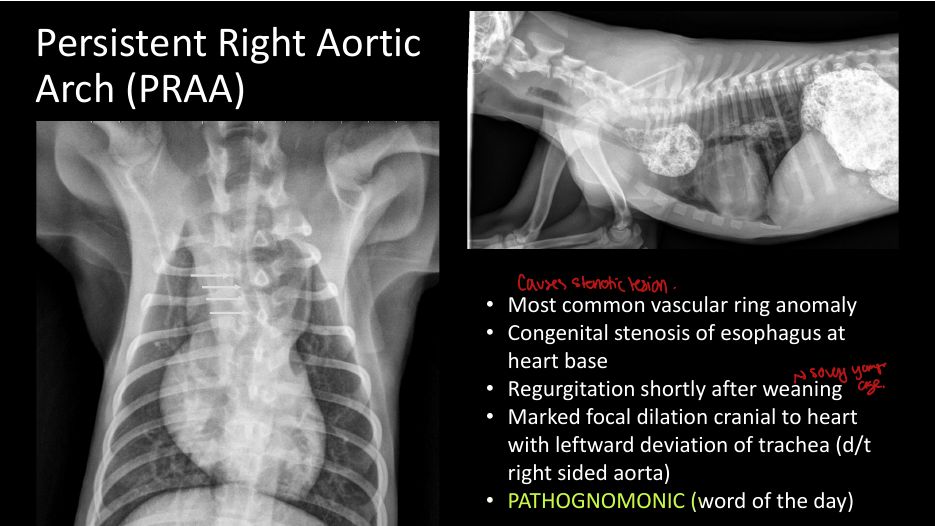 Persistent Right Aortic
Arch (PRAA)
Causes stenotic lesion.
• Most common vascular ring anomaly
• Congenital stenosis of esophagus at
heart base
• Regurgitation shortly after weaning
young
age.
• Marked focal dilation cranial to heart
with leftward deviation of trachea (d/t
right sided aorta)
• PATHOGNOMONIC (word of the day)